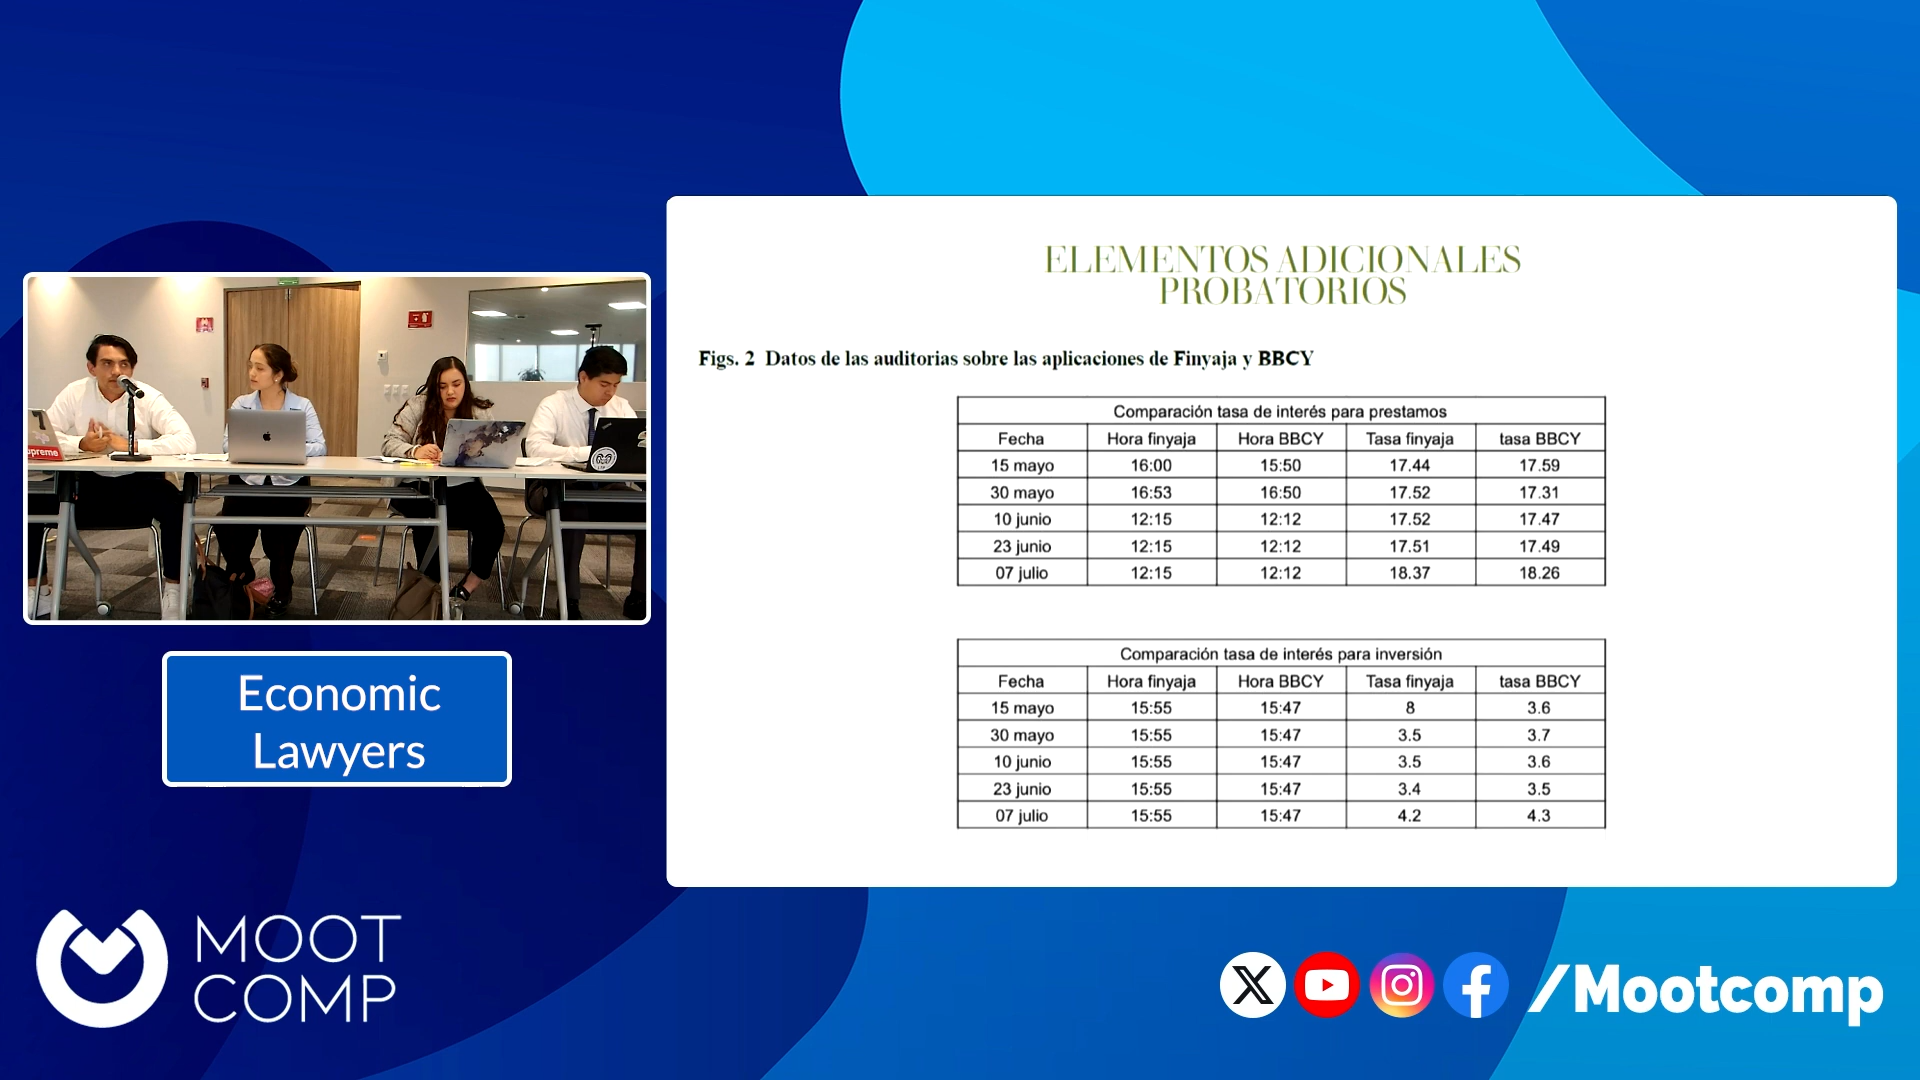 ELEMENTOS ADICIONALES
PROBATORIOS
Figs. 2 Datos de las auditorias sobre las aplicaciones de Finyaja y BBCY
Comparación tasa de interés para prestamos
Fecha Hora finyaja Hora BBCY Tasa finyaja tasa BBCY
15 mayo 16:00 15:50 17.44 17.59
30 mayo 16:53 16:50 17.52 17.31
10 junio 12:15 12:12 17.52 17.47
23 junio 12:15 12:12 17.51 17.49
07 julio 12:15 12:12 18.37 18.26
Comparación tasa de interés para inversión
Fecha Hora finyaja Hora BBCY Tasa finyaja tasa BBCY
15 mayo 15:55 15:47 8 3.6
30 mayo 15:55 15:47 3.5 3.7
10 junio 15:55 15:47 3.5 3.6
23 junio 15:55 15:47 3.4 3.5
07 julio 15:55 15:47 4.2 4.3
upreme
Economic
Lawyers
MOOT
COMP
/Mootcomp